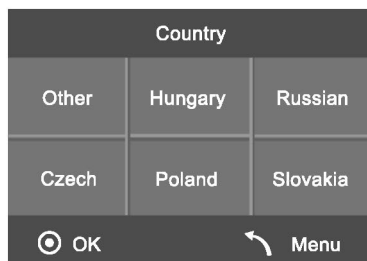 Country
Other Hungary Russian
Czech Poland Slovakia
OK Menu